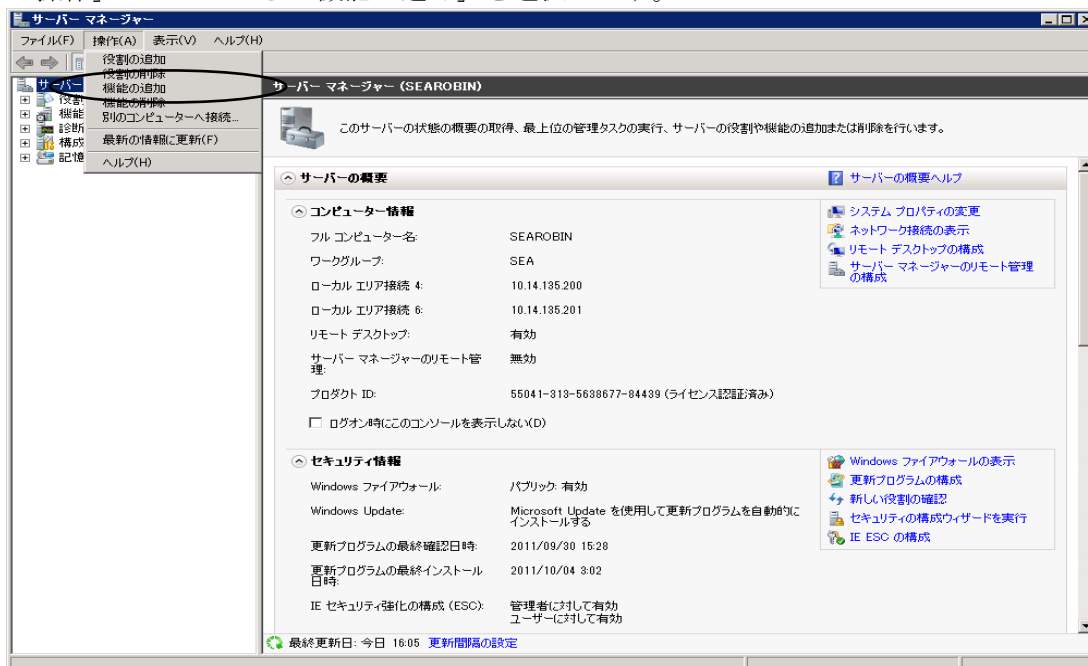 サーバー マネージャー
ファイル(F) 操作(A) 表示(V) ヘルプ(H)
役割の追加
役割の削除
機能の追加
機能の削除
別のコンピューターへ接続...
最新の情報に更新(F)
ヘルプ(H)
サーバー
役割
機能
診断
構成
記憶
サーバー マネージャー (SEAROBIN)
このサーバーの状態の概要の取得、最上位の管理タスクの実行、サーバーの役割や機能の追加または削除を行います。
サーバーの概要
サーバーの概要ヘルプ
コンピューター情報
フル コンピューター名: SEAROBIN
ワークグループ: SEA
ローカル エリア接続 4: 10.14.135.200
ローカル エリア接続 6: 10.14.135.201
リモート デスクトップ: 有効
サーバー マネージャーのリモート管 無効
理:
プロダクト ID: 55041-313-5638677-84439 (ライセンス認証済み)
ログオン時にこのコンソールを表示しない(D)
システム プロパティの変更
ネットワーク接続の表示
リモート デスクトップの構成
サーバー マネージャーのリモート管理
の構成
セキュリティ情報
Windows ファイアウォール: パブリック: 有効
Windows Update: Microsoft Update を使用して更新プログラムを自動的に
インストールする
更新プログラムの最終確認日時: 2011/09/30 15:28
更新プログラムの最終インストール 2011/10/04 3:02
日時:
IE セキュリティ強化の構成 (ESC): 管理者に対して有効
ユーザーに対して有効
Windows ファイアウォールの表示
更新プログラムの構成
新しい役割の確認
セキュリティの構成ウィザードを実行
IE ESC の構成
最終更新日: 今日 16:05 更新間隔の設定